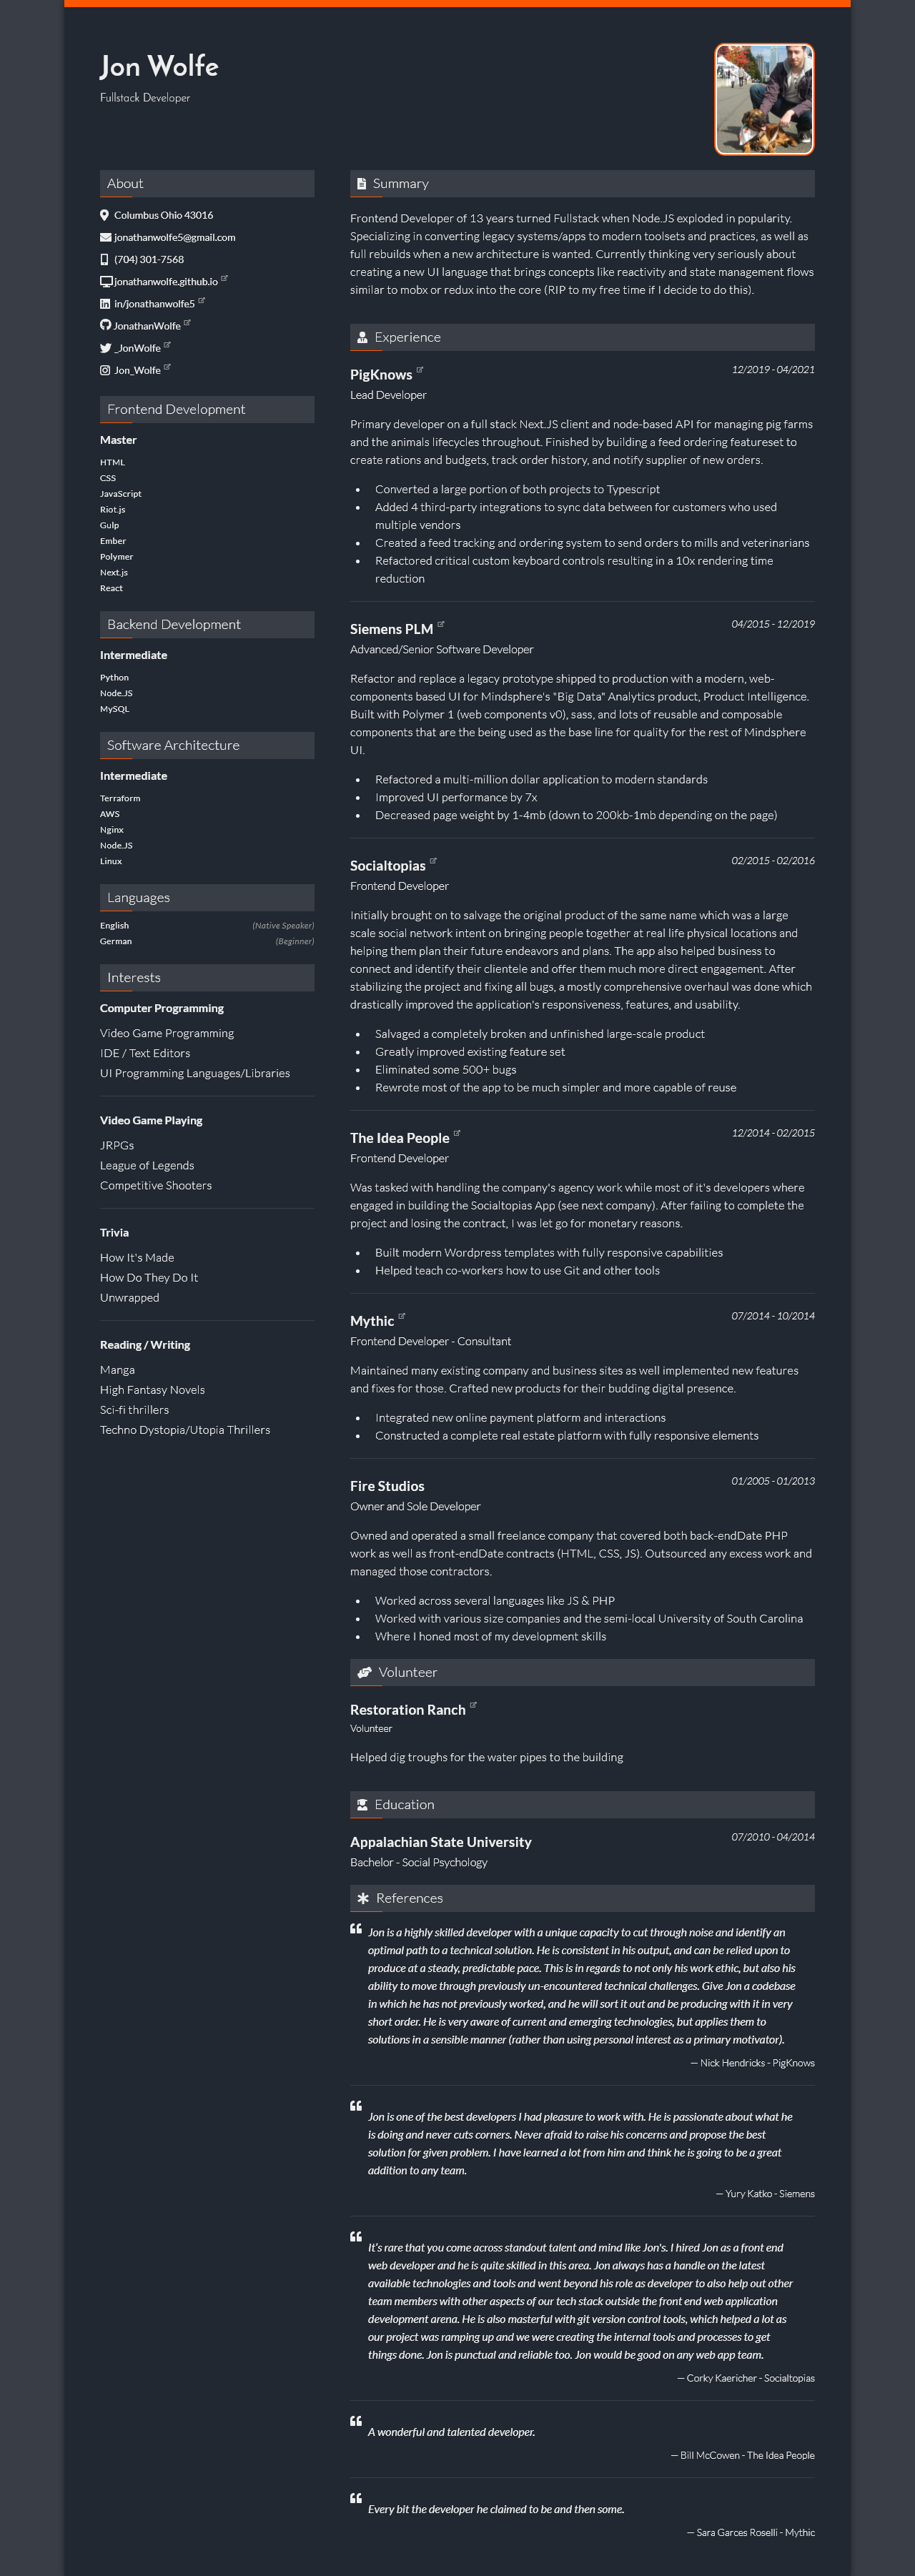 Jon Wolfe
Fullstack Developer
About
Columbus Ohio 43016
jonathanwolfe5@gmail.com
(704) 301-7568
jonathanwolfe.github.io
in/jonathanwolfe5
JonathanWolfe
_JonWolfe
Jon_Wolfe
Frontend Development
Master
HTML
CSS
JavaScript
Riot.js
Gulp
Ember
Polymer
Next.js
React
Backend Development
Intermediate
Python
Node.JS
MySQL
Software Architecture
Intermediate
Terraform
AWS
Nginx
Node.JS
Linux
Languages
English (Native Speaker)
German (Beginner)
Interests
Computer Programming
Video Game Programming
IDE / Text Editors
UI Programming Languages/Libraries
Video Game Playing
JRPGs
League of Legends
Competitive Shooters
Trivia
How It's Made
How Do They Do It
Unwrapped
Reading / Writing
Manga
High Fantasy Novels
Sci-fi thrillers
Techno Dystopia/Utopia Thrillers
Summary
Frontend Developer of 13 years turned Fullstack when Node.JS exploded in popularity.
Specializing in converting legacy systems/apps to modern toolsets and practices, as well as
full rebuilds when a new architecture is wanted. Currently thinking very seriously about
creating a new UI language that brings concepts like reactivity and state management flows
similar to mobx or redux into the core (RIP to my free time if I decide to do this).
Experience
PigKnows 12/2019 - 04/2021
Lead Developer
Primary developer on a full stack Next.JS client and node-based API for managing pig farms
and the animals lifecycles throughout. Finished by building a feed ordering featureset to
create rations and budgets, track order history, and notify supplier of new orders.
• Converted a large portion of both projects to Typescript
• Added 4 third-party integrations to sync data between for customers who used
multiple vendors
• Created a feed tracking and ordering system to send orders to mills and veterinarians
• Refactored critical custom keyboard controls resulting in a 10x rendering time
reduction
Siemens PLM 04/2015 - 12/2019
Advanced/Senior Software Developer
Refactor and replace a legacy prototype shipped to production with a modern, web-
components based UI for Mindsphere's "Big Data" Analytics product, Product Intelligence.
Built with Polymer 1 (web components v0), sass, and lots of reusable and composable
components that are the being used as the base line for quality for the rest of Mindsphere
UI.
• Refactored a multi-million dollar application to modern standards
• Improved UI performance by 7x
• Decreased page weight by 1-4mb (down to 200kb-1mb depending on the page)
Socialtopias 02/2015 - 02/2016
Frontend Developer
Initially brought on to salvage the original product of the same name which was a large
scale social network intent on bringing people together at real life physical locations and
helping them plan their future endeavors and plans. The app also helped business to
connect and identify their clientele and offer them much more direct engagement. After
stabilizing the project and fixing all bugs, a mostly comprehensive overhaul was done which
drastically improved the application's responsiveness, features, and usability.
• Salvaged a completely broken and unfinished large-scale product
• Greatly improved existing feature set
• Eliminated some 500+ bugs
• Rewrote most of the app to be much simpler and more capable of reuse
The Idea People 12/2014 - 02/2015
Frontend Developer
Was tasked with handling the company's agency work while most of it's developers where
engaged in building the Socialtopias App (see next company). After failing to complete the
project and losing the contract, I was let go for monetary reasons.
• Built modern Wordpress templates with fully responsive capabilities
• Helped teach co-workers how to use Git and other tools
Mythic 07/2014 - 10/2014
Frontend Developer - Consultant
Maintained many existing company and business sites as well implemented new features
and fixes for those. Crafted new products for their budding digital presence.
• Integrated new online payment platform and interactions
• Constructed a complete real estate platform with fully responsive elements
Fire Studios 01/2005 - 01/2013
Owner and Sole Developer
Owned and operated a small freelance company that covered both back-endDate PHP
work as well as front-endDate contracts (HTML, CSS, JS). Outsourced any excess work and
managed those contractors.
• Worked across several languages like JS & PHP
• Worked with various size companies and the semi-local University of South Carolina
• Where I honed most of my development skills
Volunteer
Restoration Ranch
Volunteer
Helped dig troughs for the water pipes to the building
Education
Appalachian State University 07/2010 - 04/2014
Bachelor - Social Psychology
References
Jon is a highly skilled developer with a unique capacity to cut through noise and identify an
optimal path to a technical solution. He is consistent in his output, and can be relied upon to
produce at a steady, predictable pace. This is in regards to not only his work ethic, but also his
ability to move through previously un-encountered technical challenges. Give Jon a codebase
in which he has not previously worked, and he will sort it out and be producing with it in very
short order. He is very aware of current and emerging technologies, but applies them to
solutions in a sensible manner (rather than using personal interest as a primary motivator).
— Nick Hendricks - PigKnows
Jon is one of the best developers I had pleasure to work with. He is passionate about what he
is doing and never cuts corners. Never afraid to raise his concerns and propose the best
solution for given problem. I have learned a lot from him and think he is going to be a great
addition to any team.
— Yury Katko - Siemens
It's rare that you come across standout talent and mind like Jon's. I hired Jon as a front end
web developer and he is quite skilled in this area. Jon always has a handle on the latest
available technologies and tools and went beyond his role as developer to also help out other
team members with other aspects of our tech stack outside the front end web application
development arena. He is also masterful with git version control tools, which helped a lot as
our project was ramping up and we were creating the internal tools and processes to get
things done. Jon is punctual and reliable too. Jon would be good on any web app team.
— Corky Kaericher - Socialtopias
A wonderful and talented developer.
— Bill McCowen - The Idea People
Every bit the developer he claimed to be and then some.
— Sara Garces Roselli - Mythic